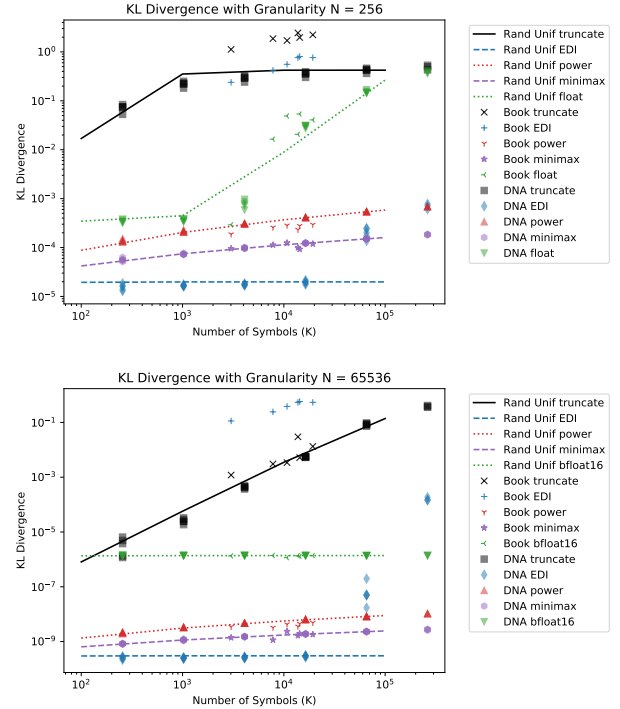 KL Divergence with Granularity N = 256
10^0
10^−1
10^−2
10^−3
10^−4
10^−5
KL Divergence
10^2
10^3
10^4
10^5
Number of Symbols (K)
Rand Unif truncate
Rand Unif EDI
Rand Unif power
Rand Unif minimax
Rand Unif float
Book truncate
Book EDI
Book power
Book minimax
Book float
DNA truncate
DNA EDI
DNA power
DNA minimax
DNA float
KL Divergence with Granularity N = 65536
10^−1
10^−3
10^−5
10^−7
10^−9
KL Divergence
10^2
10^3
10^4
10^5
Number of Symbols (K)
Rand Unif truncate
Rand Unif EDI
Rand Unif power
Rand Unif minimax
Rand Unif bfloat16
Book truncate
Book EDI
Book power
Book minimax
Book bfloat16
DNA truncate
DNA EDI
DNA power
DNA minimax
DNA bfloat16